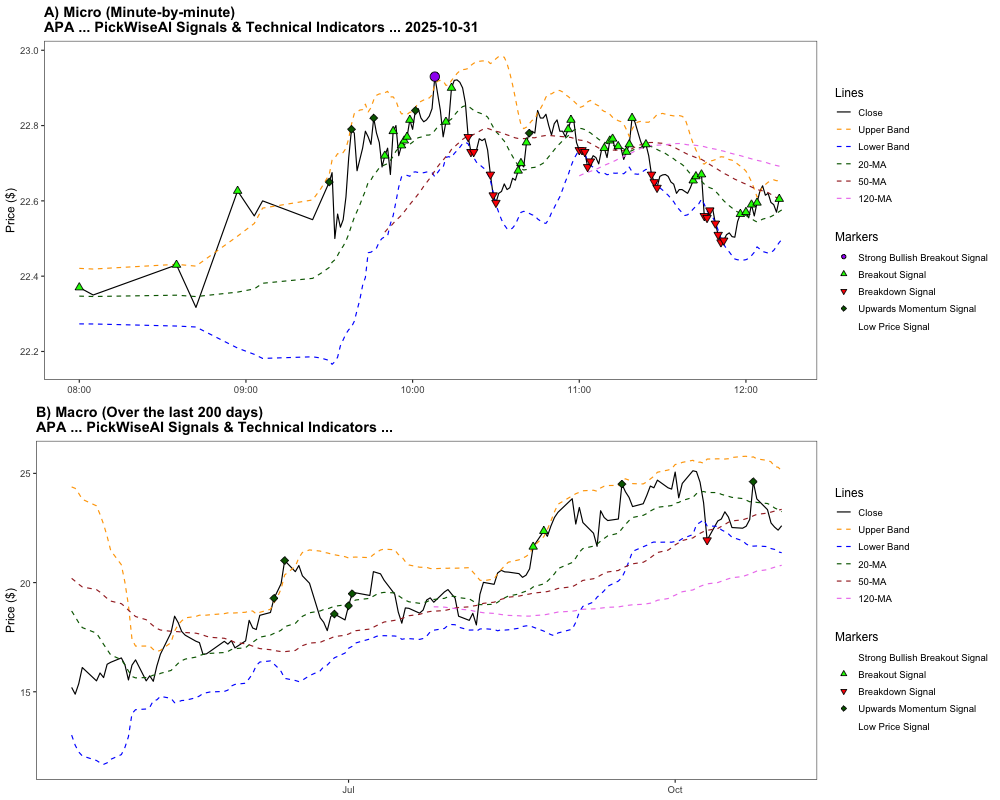 A) Micro (Minute-by-minute)
APA ... PickWiseAI Signals & Technical Indicators ... 2025-10-31
Price ($)
23.0
22.8
22.6
22.4
22.2
08:00
09:00
10:00
11:00
12:00
Lines
Close
Upper Band
Lower Band
20-MA
50-MA
120-MA
Markers
Strong Bullish Breakout Signal
Breakout Signal
Breakdown Signal
Upwards Momentum Signal
Low Price Signal
B) Macro (Over the last 200 days)
APA ... PickWiseAI Signals & Technical Indicators ...
Price ($)
25
20
15
Jul
Oct
Lines
Close
Upper Band
Lower Band
20-MA
50-MA
120-MA
Markers
Strong Bullish Breakout Signal
Breakout Signal
Breakdown Signal
Upwards Momentum Signal
Low Price Signal